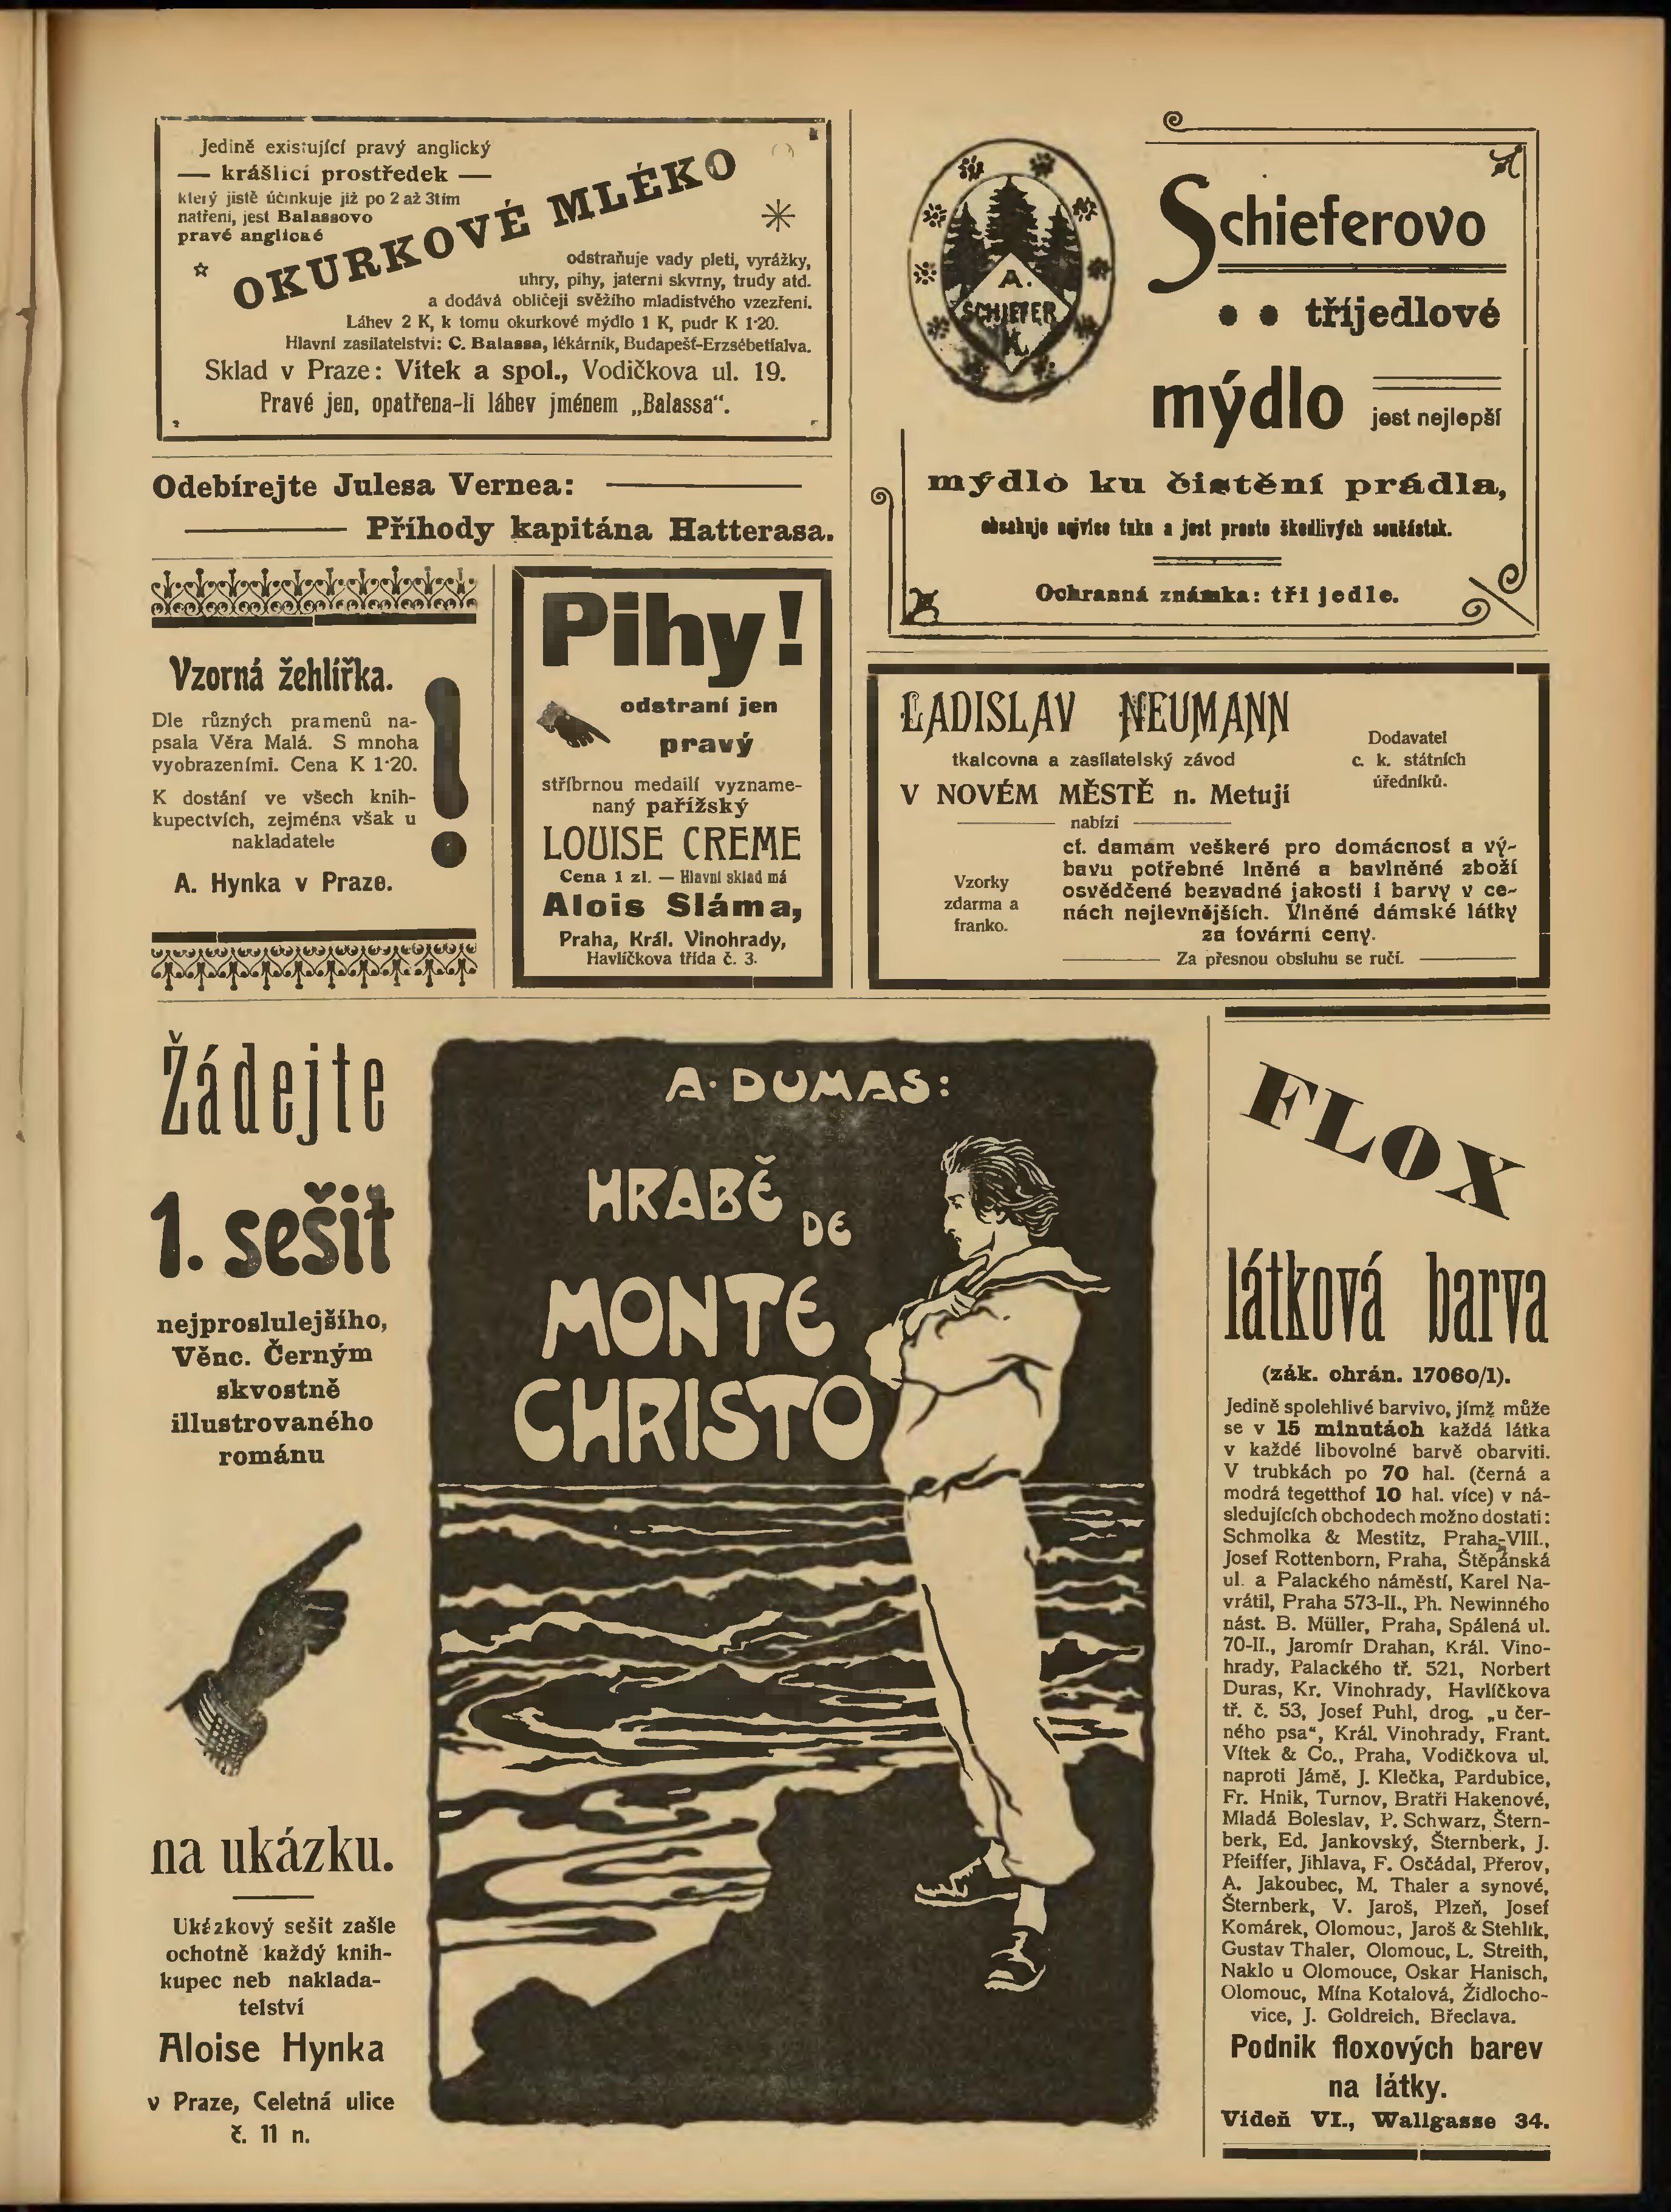 Jedině existující pravý anglický
— krášlicí prostředek —
který jistě účinkuje již po 2 až 3tím
natření, jest Balassovo
pravé anglické
OKURKOVÉ MLÉKO
odstraňuje vady pleti, vyrážky,
uhry, pihy, jaterní skvrny, trudy atd.
a dodává obličeji svěžího mladistvého vzezření.
Láhev 2 K, k tomu okurkové mýdlo 1 K, pudr K 1·20.
Hlavní zasílatelství: C. Balassa, lékárník, Budapešť-Erzsébetfalva.
Sklad v Praze: Vítek a spol., Vodičkova ul. 19.
Pravé jen, opatřena-li láhev jménem „Balassa“.
Odebírejte Julesa Vernea:
Příhody kapitána Hatterasa.
Vzorná žehlířka.
Dle různých pramenů na-
psala Věra Malá. S mnoha
vyobrazeními. Cena K 1·20.
K dostání ve všech knih-
kupectvích, zejména však u
nakladatele
A. Hynka v Praze.
!
Pihy!
odstraní jen
pravý
stříbrnou medailí vyzname-
naný pařížský
LOUISE CREME
Cena 1 zl. — Hlavní sklad má
Alois Sláma,
Praha, Král. Vinohrady,
Havlíčkova třída č. 3.
A.
SCHIEFER
K.
Schieferovo
tříjedlové
mýdlo jest nejlepší
mýdlo ku čistění prádla,
obsahuje nejvíce tuku a jest prosto škodlivých součástek.
Ochranná známka: tři jedle.
LADISLAV NEUMANN
tkalcovna a zasílatelský závod
V NOVÉM MĚSTĚ n. Metují
Dodavatel
c. k. státních
úředníků.
nabízí
Vzorky
zdarma a
franko.
ct. damám veškeré pro domácnost a vý-
bavu potřebné lněné a bavlněné zboží
osvědčené bezvadné jakosti i barvy v ce-
nách nejlevnějších. Vlněné dámské látky
za tovární ceny.
Za přesnou obsluhu se ručí.
Žádejte
1. sešit
nejproslulejšího,
Věnc. Černým
skvostně
illustrovaného
románu
na ukázku.
Ukázkový sešit zašle
ochotně každý knih-
kupec neb naklada-
telství
Aloise Hynka
v Praze, Celetná ulice
č. 11 n.
A. DUMAS:
HRABĚ
DE
MONTE
CHRISTO
FLOX
látková barva
(zák. ohrán. 17060/1).
Jedině spolehlivé barvivo, jímž může
se v 15 minutách každá látka
v každé libovolné barvě obarviti.
V trubkách po 70 hal. (černá a
modrá tegetthof 10 hal. více) v ná-
sledujících obchodech možno dostati:
Schmolka & Mestitz, Praha-VIII.,
Josef Rottenborn, Praha, Štěpánská
ul. a Palackého náměstí, Karel Na-
vrátil, Praha 573-II., Ph. Newinného
nást. B. Müller, Praha, Spálená ul.
70-II., Jaromír Drahan, Král. Vino-
hrady, Palackého tř. 521, Norbert
Duras, Kr. Vinohrady, Havlíčkova
tř. č. 53, Josef Puhl, drog. „u čer-
ného psa“, Král. Vinohrady, Frant.
Vítek & Co., Praha, Vodičkova ul.
naproti Jámě, J. Klečka, Pardubice,
Fr. Hnik, Turnov, Bratři Hakenové,
Mladá Boleslav, P. Schwarz, Štern-
berk, Ed. Jankovský, Šternberk, J.
Pfeiffer, Jihlava, F. Osčádal, Přerov,
A. Jakoubec, M. Thaler a synové,
Šternberk, V. Jaroš, Plzeň, Josef
Komárek, Olomouc, Jaroš & Stehlík,
Gustav Thaler, Olomouc, L. Streith,
Naklo u Olomouce, Oskar Hanisch,
Olomouc, Mína Kotalová, Židlocho-
vice, J. Goldreich, Břeclava.
Podnik floxových barev
na látky.
Vídeň VI., Wallgasse 34.